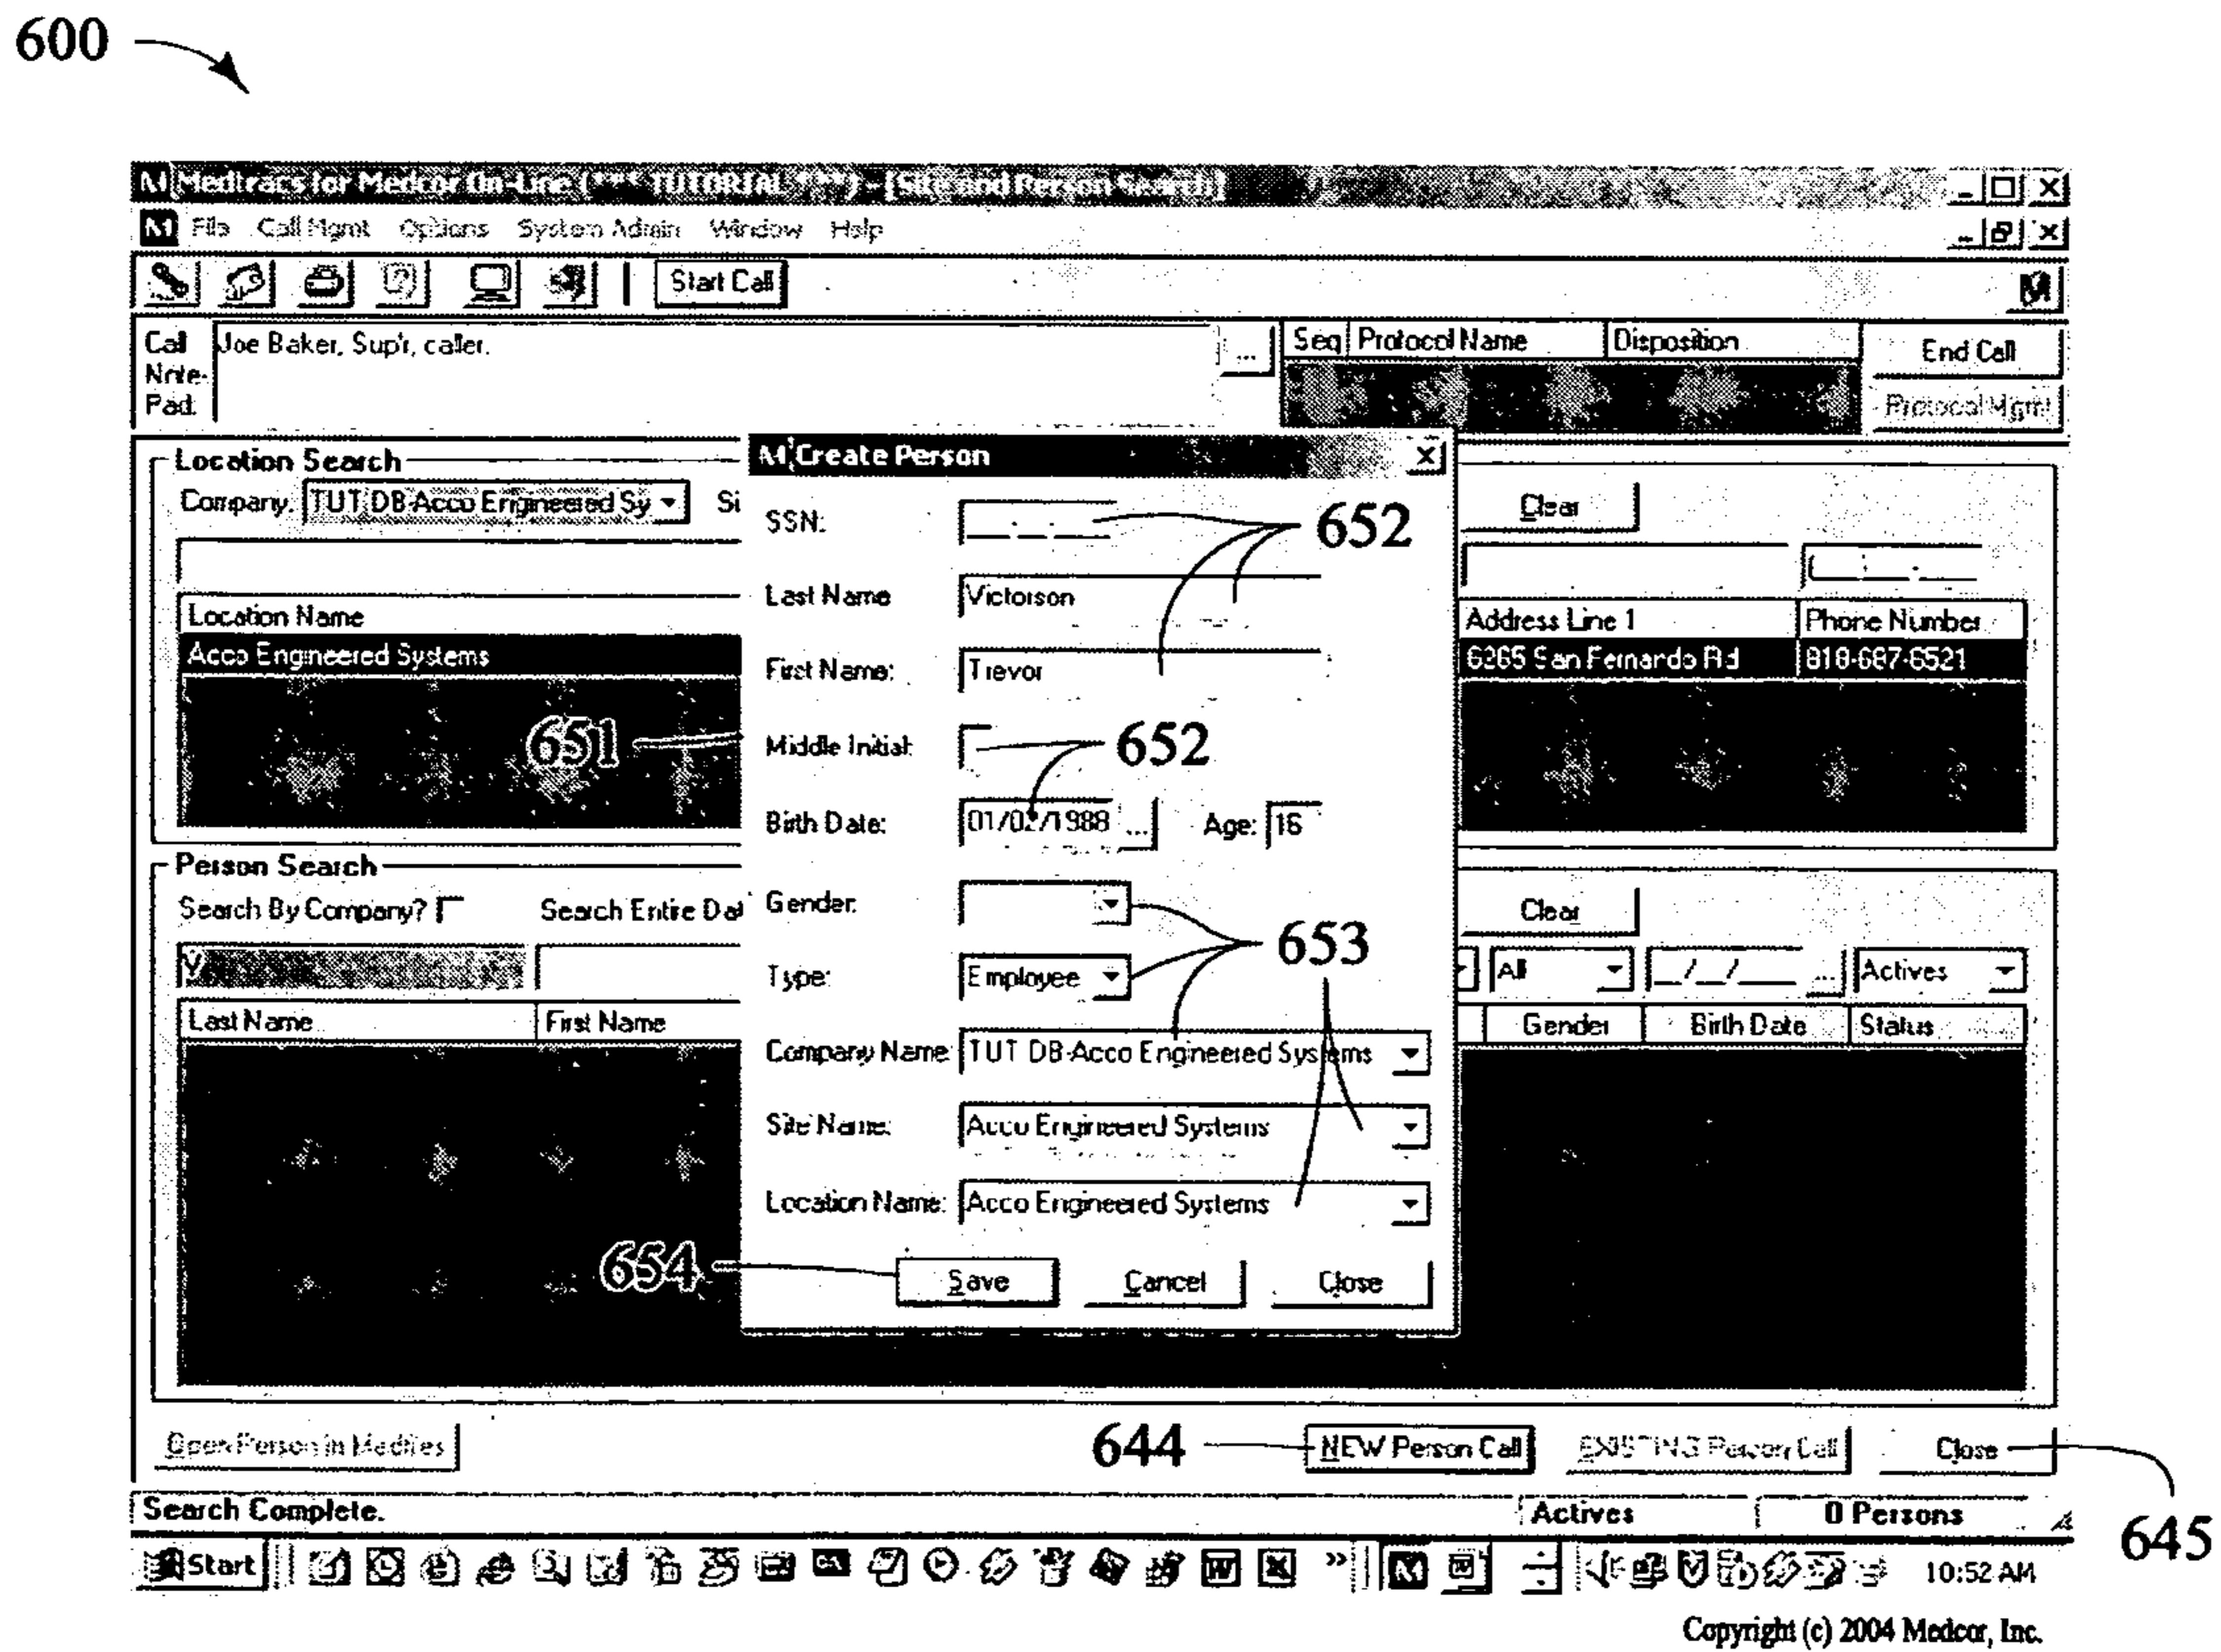 600
Medtracs for Medcor On-Line (*** TUTORIAL ***) - [Site and Person Search]
File Call Mgmt Options System Admin Window Help
Start Call
Call Note- Pad:
Joe Baker, Sup'r, caller.
...
Seq Protocol Name Disposition
End Call
Protocol Mgmt
Location Search
Company: TUT DB-Acco Engineered Sy Si
Clear
Location Name
Address Line 1 Phone Number
Acco Engineered Systems
6265 San Fernando Rd 818-687-6521
651
Create Person
SSN:
652
Last Name Victorson
First Name: Trevor
Middle Initial:
652
Birth Date: 01/02/1988 ... Age: 16
Gender:
653
Type: Employee
Company Name: TUT DB-Acco Engineered Systems
Site Name: Acco Engineered Systems
Location Name: Acco Engineered Systems
654
Save Cancel Close
Person Search
Search By Company? Search Entire Dat
Clear
V
All __/__/____ ... Actives
Last Name First Name
Gender Birth Date Status
Open Person in Medfiles
644
NEW Person Call EXISTING Person Call Close
645
Search Complete. Actives 0 Persons
Start
10:52 AM
Copyright (c) 2004 Medcor, Inc.